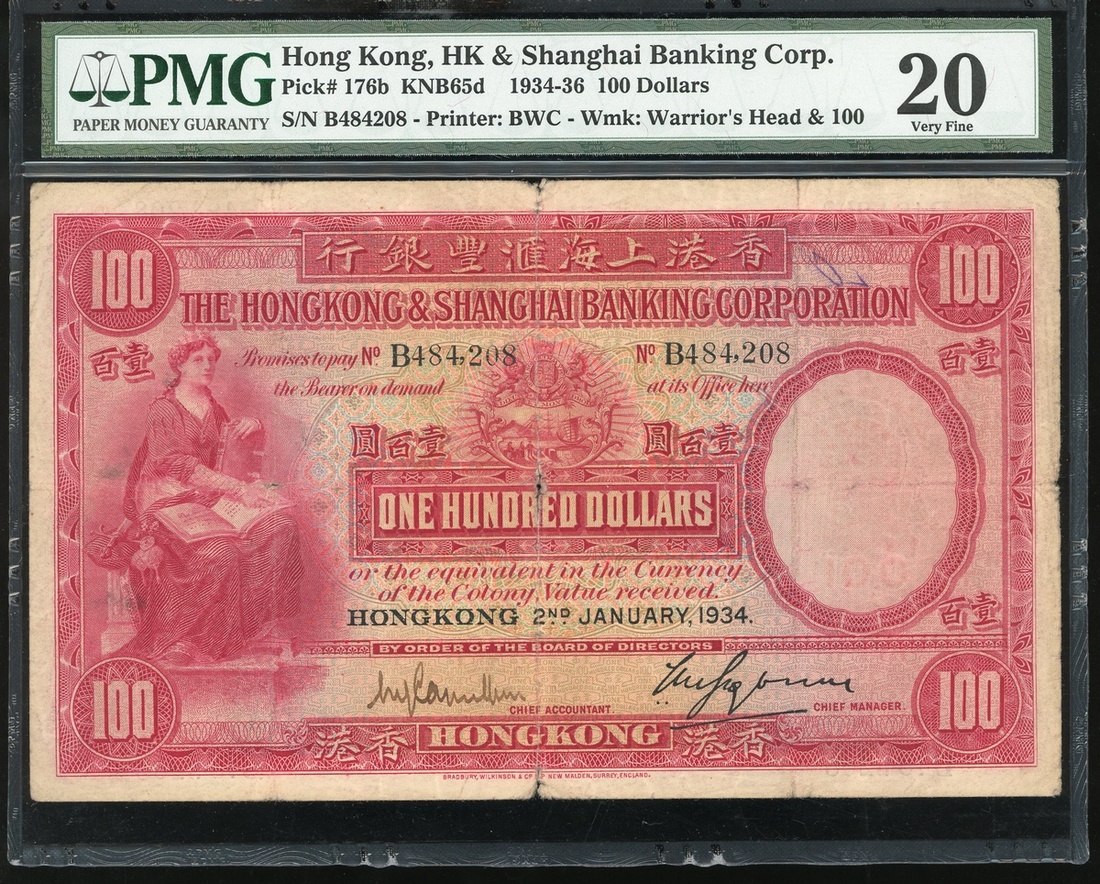 PMG
PAPER MONEY GUARANTY
Hong Kong, HK & Shanghai Banking Corp.
Pick# 176b KNB65d 1934-36 100 Dollars
S/N B484208 - Printer: BWC - Wmk: Warrior's Head & 100
20
Very Fine
行銀豐滙海上港香
100
100
THE HONGKONG & SHANGHAI BANKING CORPORATION
百壹
Promises to pay
Nº B484,208
Nº B484,208
百壹
the Bearer on demand
at its Office here
圓百壹
圓百壹
ONE HUNDRED DOLLARS
or the equivalent in the Currency
of the Colony, Value received.
百壹
HONGKONG 2ND JANUARY, 1934.
BY ORDER OF THE BOARD OF DIRECTORS
100
CHIEF ACCOUNTANT.
CHIEF MANAGER.
100
港香
HONGKONG
港香
BRADBURY, WILKINSON & Cº Lº NEW MALDEN, SURREY, ENGLAND.